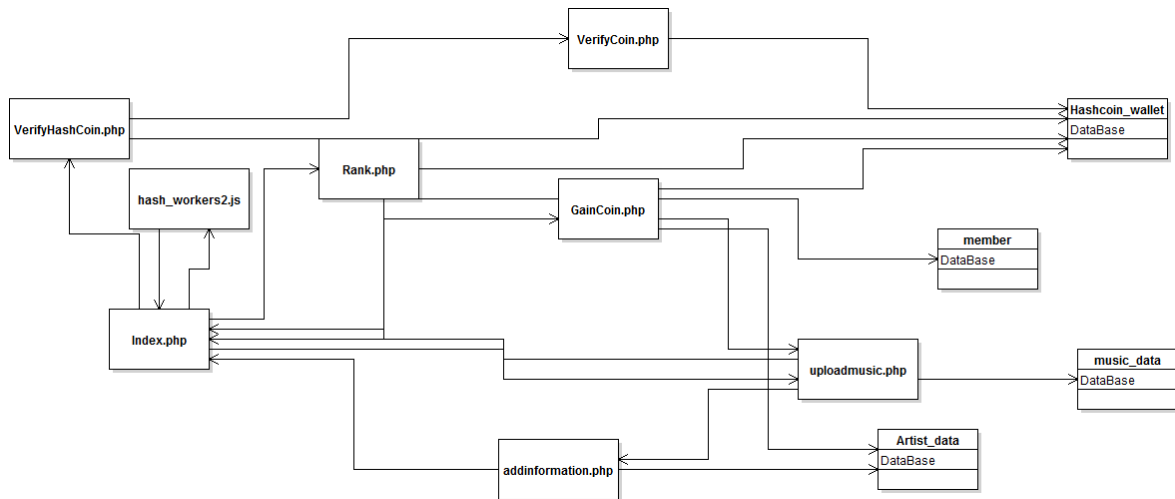 VerifyCoin.php
VerifyHashCoin.php
Hashcoin_wallet
DataBase
Rank.php
hash_workers2.js
GainCoin.php
member
DataBase
Index.php
uploadmusic.php
music_data
DataBase
Artist_data
DataBase
addinformation.php